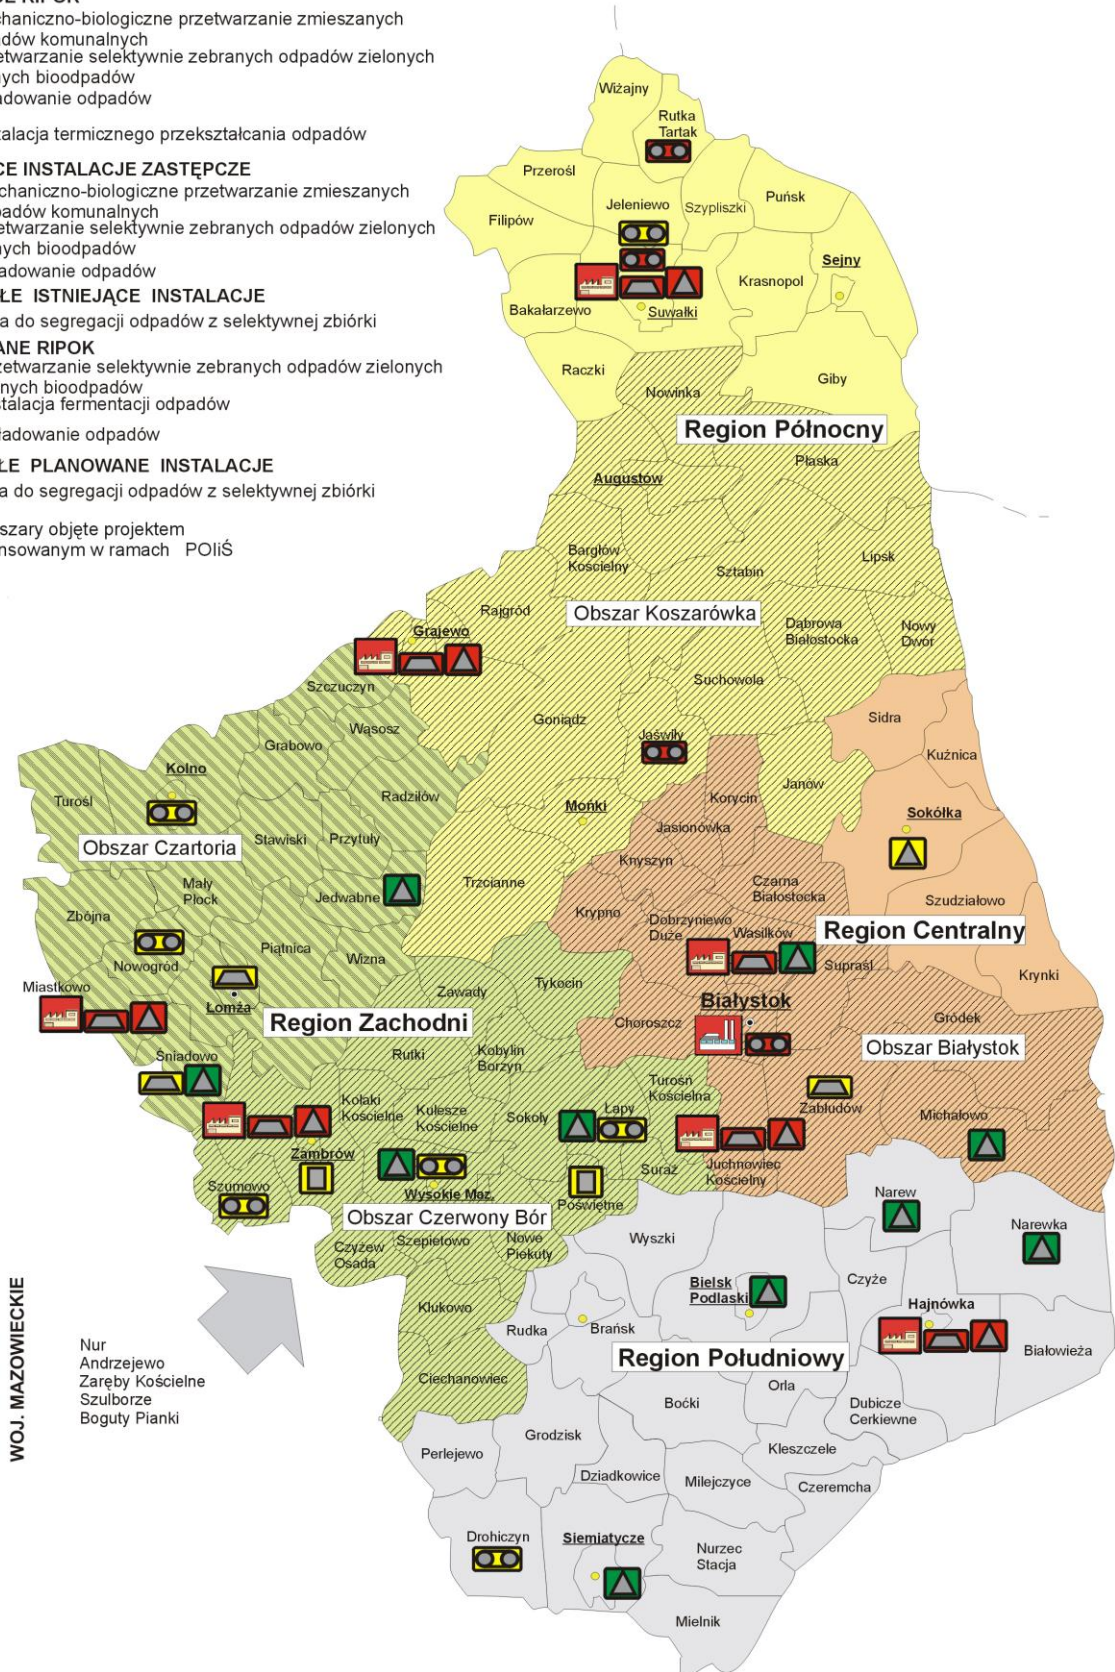 chaniczno-biologiczne przetwarzanie zmieszanych
adów komunalnych
etwarzanie selektywnie zebranych odpadów zielonych
nych bioodpadów
adowanie odpadów
talacja termicznego przekształcania odpadów
CE INSTALACJE ZASTĘPCZE
chaniczno-biologiczne przetwarzanie zmieszanych
padów komunalnych
etwarzanie selektywnie zebranych odpadów zielonych
nych bioodpadów
adowanie odpadów
ŁE ISTNIEJĄCE INSTALACJE
a do segregacji odpadów z selektywnej zbiórki
ANE RIPOK
zetwarzanie selektywnie zebranych odpadów zielonych
onych bioodpadów
stalacja fermentacji odpadów
ładowanie odpadów
ŁE PLANOWANE INSTALACJE
a do segregacji odpadów z selektywnej zbiórki
szary objęte projektem
nsowanym w ramach POIiŚ
Wiżajny
Rutka
Tartak
Przerośl
Puńsk
Jeleniewo
Szypliszki
Filipów
Sejny
Krasnopol
Bakałarzewo
Suwałki
Raczki
Giby
Nowinka
Region Północny
Płaska
Augustów
Bargłów
Kościelny
Lipsk
Sztabin
Rajgród
Obszar Koszarówka
Dąbrowa
Białostocka
Nowy
Dwór
Grajewo
Suchowola
Szczuczyn
Sidra
Goniądz
Wąsosz
Jaświły
Grabowo
Kuźnica
Kolno
Janów
Turośl
Radziłów
Korycin
Mońki
Sokółka
Jasionówka
Stawiski
Przytuły
Obszar Czartoria
Knyszyn
Trzcianne
Mały
Płock
Czarna
Białostocka
Jedwabne
Szudziałowo
Zbójna
Krypno
Dobrzyniewo
Duże
Wasilków
Region Centralny
Piątnica
Nowogród
Wizna
Supraśl
Krynki
Miastkowo
Zawady
Tykocin
Łomża
Białystok
Region Zachodni
Choroszcz
Gródek
Obszar Białystok
Śniadowo
Rutki
Kobylin
Borzyn
Turośń
Kościelna
Kołaki
Kościelne
Kulesze
Kościelne
Sokoły
Łapy
Zabłudów
Michałowo
Zambrów
Suraż
Juchnowiec
Kościelny
Szumowo
Wysokie Maz.
Poświętne
Narew
Obszar Czerwony Bór
Narewka
Czyżew
Osada
Szepietowo
Nowe
Piekuty
Wyszki
Czyże
Bielsk
Podlaski
Klukowo
Hajnówka
Rudka
Brańsk
Białowieża
Region Południowy
Ciechanowiec
Orla
Boćki
Dubicze
Cerkiewne
Grodzisk
Perlejewo
Kleszczele
Dziadkowice
Milejczyce
Czeremcha
Drohiczyn
Siemiatycze
Nurzec
Stacja
Mielnik
WOJ. MAZOWIECKIE
Nur
Andrzejewo
Zaręby Kościelne
Szulborze
Boguty Pianki